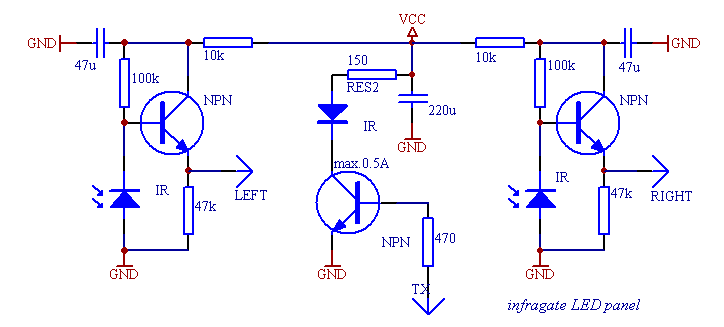 VCC
GND
47u
10k
100k
NPN
IR
LEFT
47k
GND
150
RES2
IR
220u
GND
max.0.5A
NPN
470
TX
GND
10k
47u
GND
100k
NPN
IR
47k
RIGHT
GND
infragate LED panel